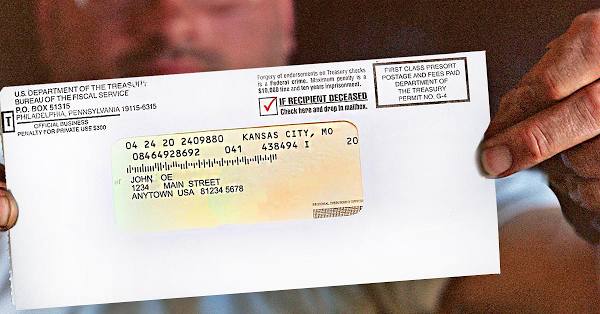 U.S. DEPARTMENT OF THE TREASURY
BUREAU OF THE FISCAL SERVICE
P.O. BOX 51315
PHILADELPHIA, PENNSYLVANIA 19115-6315
OFFICIAL BUSINESS
PENALTY FOR PRIVATE USE $300
T
Forgery of endorsements on Treasury checks
is a Federal crime. Maximum penalty is a
$10,000 fine and ten years imprisonment.
IF RECIPIENT DECEASED
Check here and drop in mailbox.
FIRST CLASS PRESORT
POSTAGE AND FEES PAID
DEPARTMENT OF
THE TREASURY
PERMIT NO. G-4
04 24 20 2409880 KANSAS CITY, MO
08464928692 041 438494 I 20
JOHN OE
1234 MAIN STREET
ANYTOWN USA 81234 5678